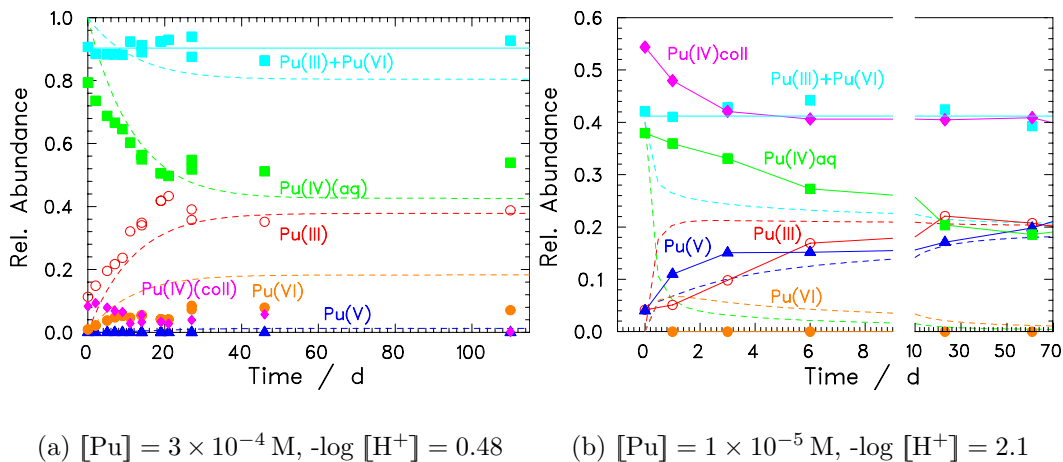 Rel. Abundance
1.0
0.8
0.6
0.4
0.2
0.0
Pu(III)+Pu(VI)
Pu(IV)(aq)
Pu(III)
Pu(VI)
Pu(IV)(coll)
Pu(V)
0 20 40 60 80 100
Time / d
Rel. Abundance
0.6
0.5
0.4
0.3
0.2
0.1
0.0
Pu(IV)coll
Pu(III)+Pu(VI)
Pu(IV)aq
Pu(V)
Pu(III)
Pu(VI)
0 2 4 6 8 10 30 50 70
Time / d
(a) [Pu] = 3 × 10⁻⁴ M, -log [H⁺] = 0.48
(b) [Pu] = 1 × 10⁻⁵ M, -log [H⁺] = 2.1